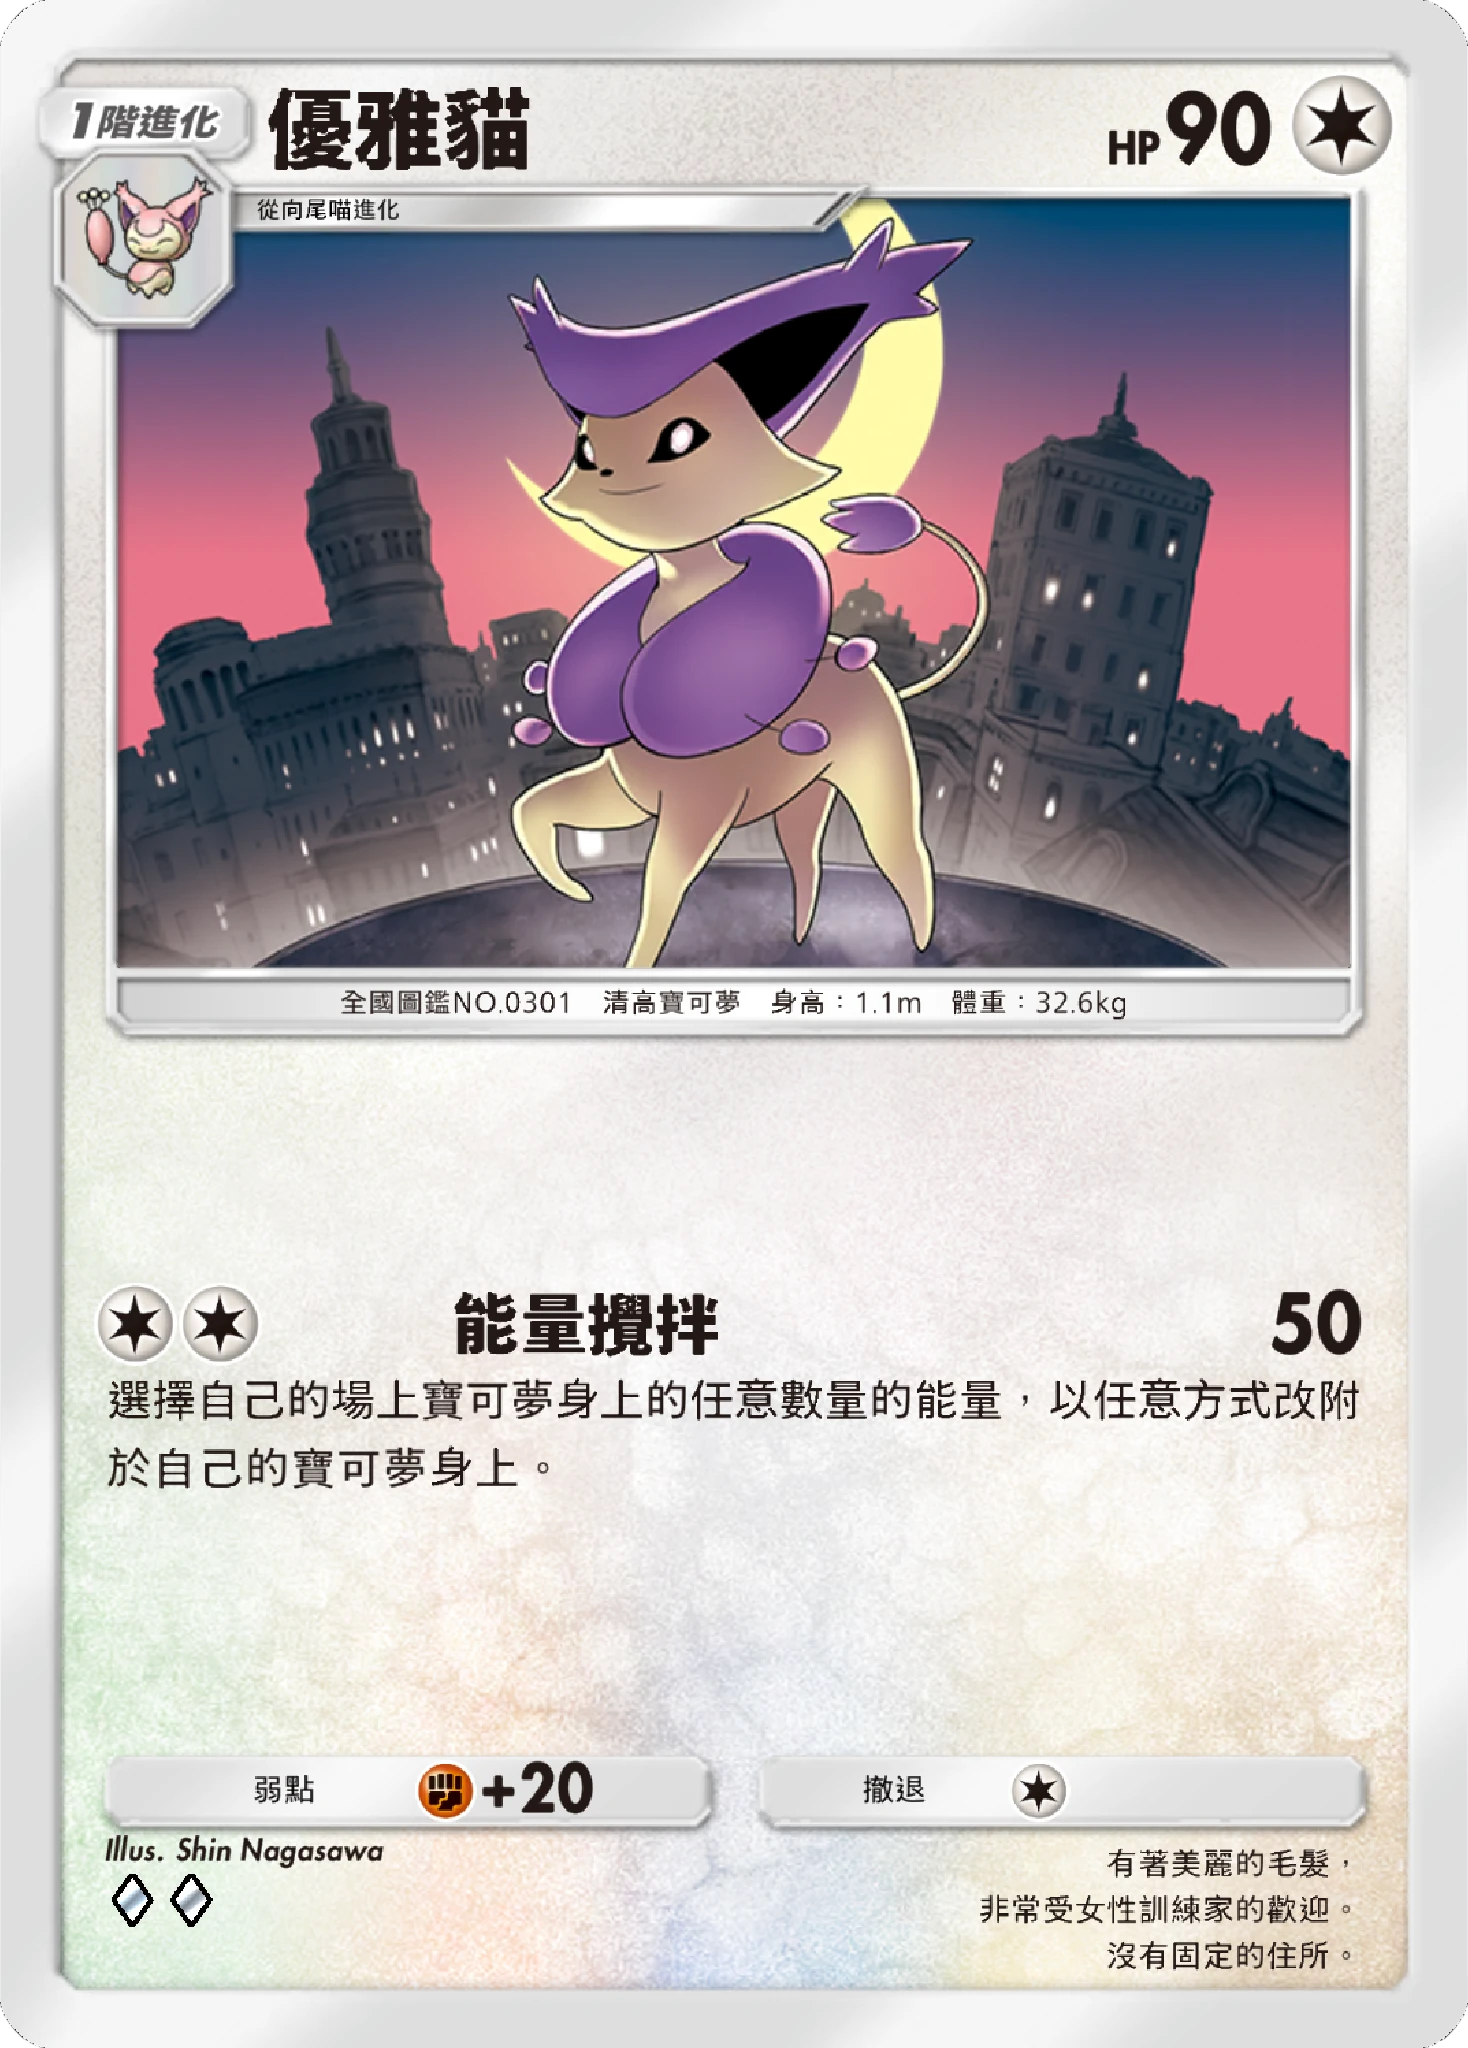 1階進化
優雅貓
HP 90
從向尾喵進化
全國圖鑑NO.0301 清高寶可夢 身高：1.1m 體重：32.6kg
能量攪拌 50
選擇自己的場上寶可夢身上的任意數量的能量，以任意方式改附
於自己的寶可夢身上。
弱點 +20
撤退
Illus. Shin Nagasawa
有著美麗的毛髮，
非常受女性訓練家的歡迎。
沒有固定的住所。